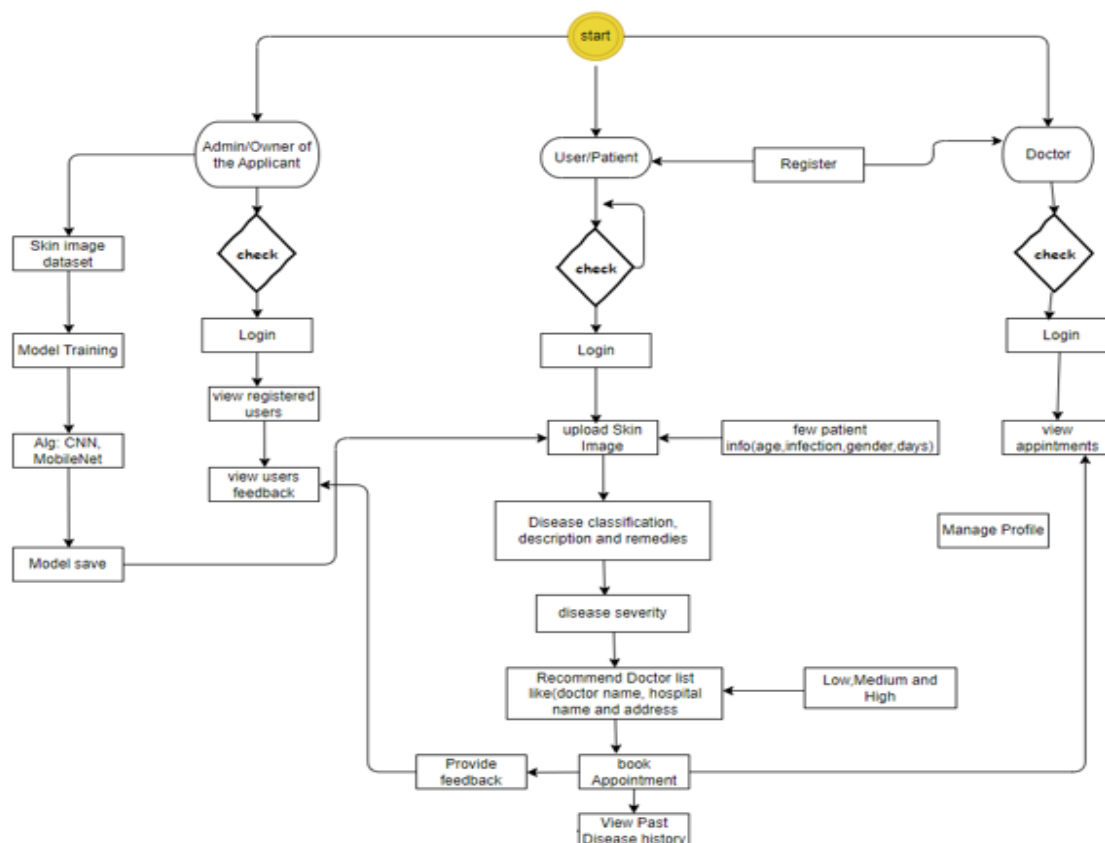 start
Admin/Owner of
the Applicant
User/Patient
Register
Doctor
Skin image
dataset
check
check
check
Model Training
Login
Login
Login
view registered
users
Alg: CNN,
MobileNet
upload Skin
Image
few patient
info(age,infection,gender,days)
view
appintments
view users
feedback
Disease classification,
description and remedies
Manage Profile
Model save
disease severity
Recommend Doctor list
like(doctor name, hospital
name and address
Low,Medium and
High
Provide
feedback
book
Appointment
View Past
Disease history